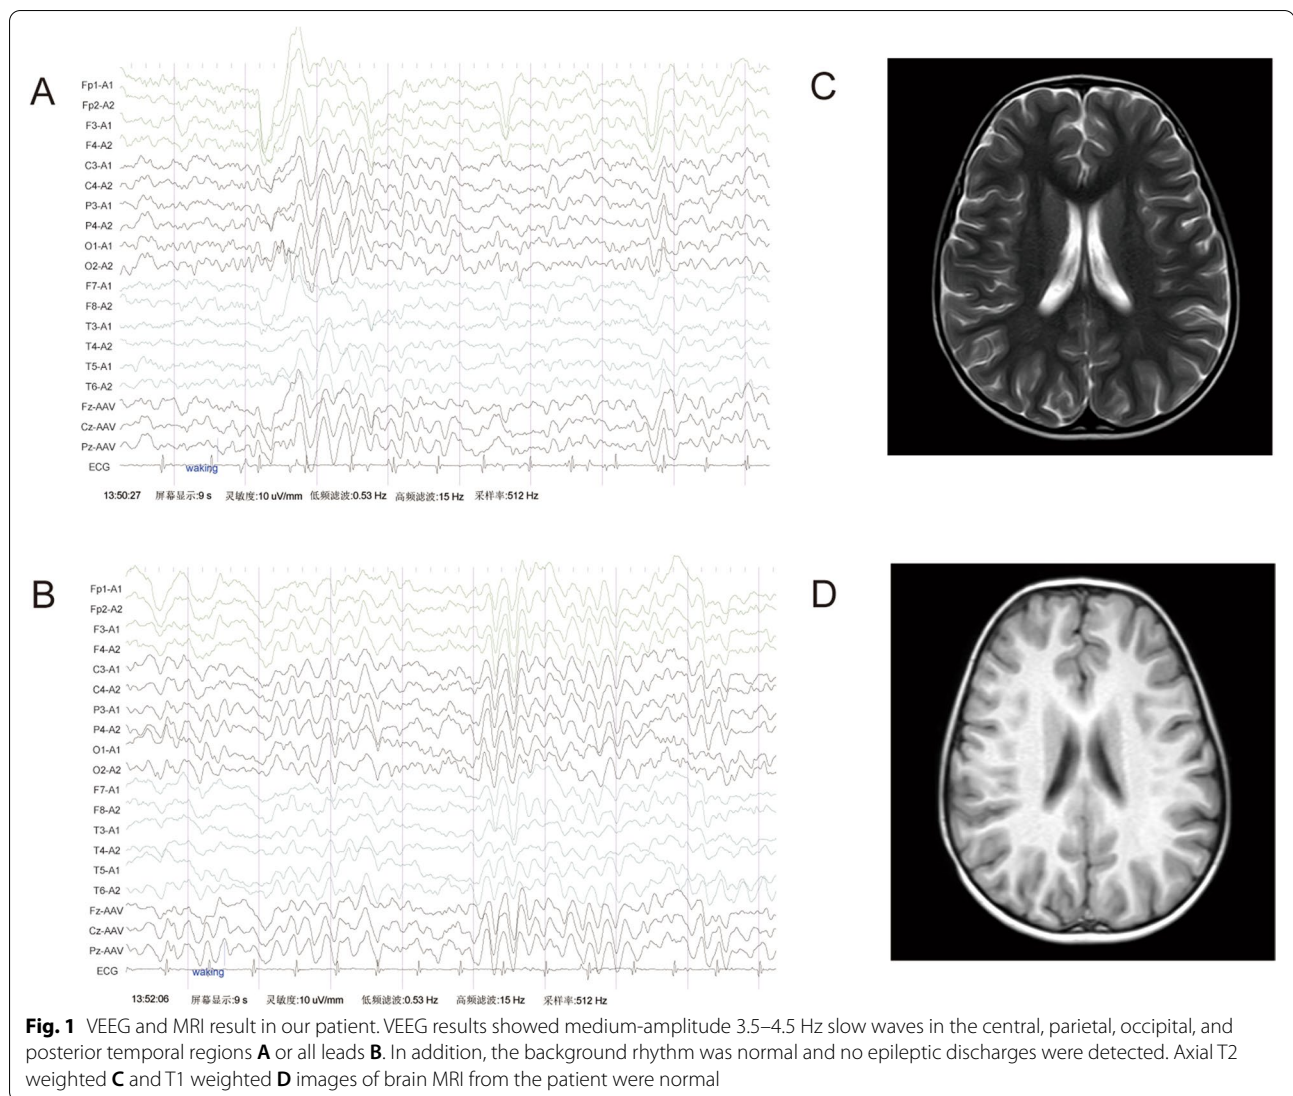 A
Fp1-A1
Fp2-A2
F3-A1
F4-A2
C3-A1
C4-A2
P3-A1
P4-A2
O1-A1
O2-A2
F7-A1
F8-A2
T3-A1
T4-A2
T5-A1
T6-A2
Fz-AAV
Cz-AAV
Pz-AAV
ECG
waking
13:50:27 屏幕显示:9 s 灵敏度:10 uV/mm 低频滤波:0.53 Hz 高频滤波:15 Hz 采样率:512 Hz
C
B
Fp1-A1
Fp2-A2
F3-A1
F4-A2
C3-A1
C4-A2
P3-A1
P4-A2
O1-A1
O2-A2
F7-A1
F8-A2
T3-A1
T4-A2
T5-A1
T6-A2
Fz-AAV
Cz-AAV
Pz-AAV
ECG
waking
13:52:06 屏幕显示:9 s 灵敏度:10 uV/mm 低频滤波:0.53 Hz 高频滤波:15 Hz 采样率:512 Hz
D
Fig. 1 VEEG and MRI result in our patient. VEEG results showed medium-amplitude 3.5–4.5 Hz slow waves in the central, parietal, occipital, and
posterior temporal regions A or all leads B. In addition, the background rhythm was normal and no epileptic discharges were detected. Axial T2
weighted C and T1 weighted D images of brain MRI from the patient were normal